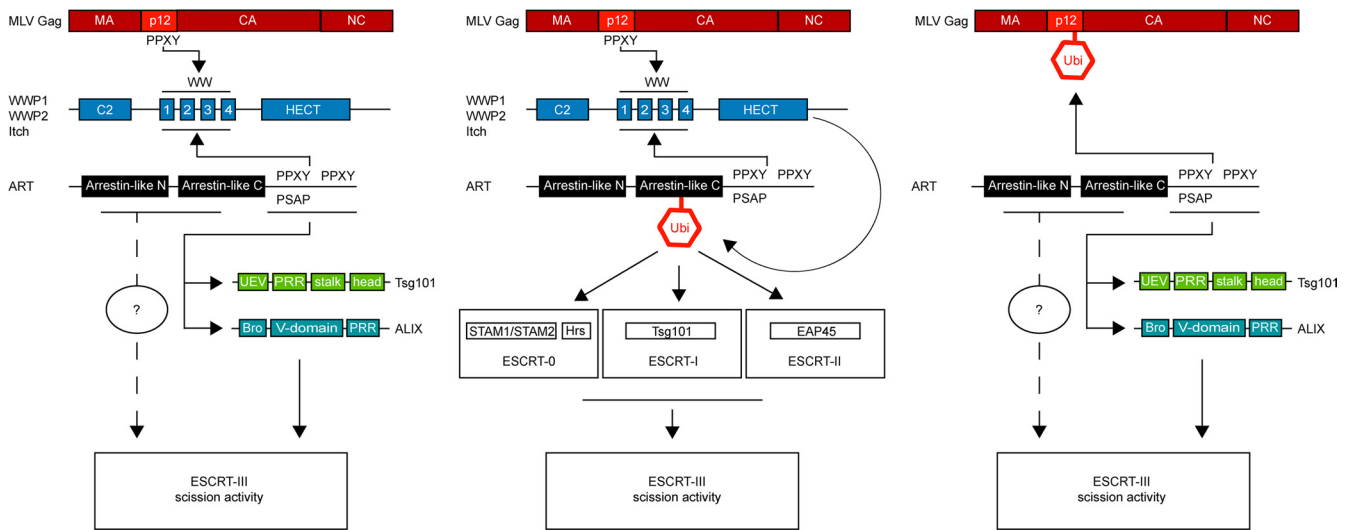 MLV Gag MA p12 CA NC
PPXY
WW
WWP1
WWP2
Itch
C2 1 2 3 4 HECT
PPXY PPXY
ART Arrestin-like N Arrestin-like C
PSAP
UEV PRR stalk head Tsg101
?
Bro V-domain PRR ALIX
ESCRT-III
scission activity
MLV Gag MA p12 CA NC
PPXY
WW
WWP1
WWP2
Itch
C2 1 2 3 4 HECT
PPXY PPXY
ART Arrestin-like N Arrestin-like C
PSAP
Ubi
STAM1/STAM2 Hrs
ESCRT-0
Tsg101
ESCRT-I
EAP45
ESCRT-II
ESCRT-III
scission activity
MLV Gag MA p12 CA NC
Ubi
PPXY PPXY
ART Arrestin-like N Arrestin-like C
PSAP
UEV PRR stalk head Tsg101
?
Bro V-domain PRR ALIX
ESCRT-III
scission activity